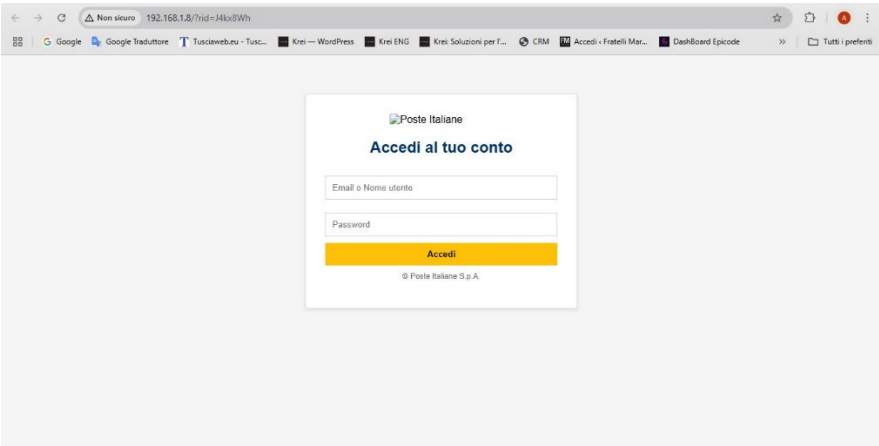 Non sicuro 192.168.1.8/?rid=J4kx8Wh
A
G Google Google Traduttore T Tusciaweb.eu - Tusc... Krei — WordPress Krei ENG Krei: Soluzioni per l'... CRM FM Accedi ‹ Fratelli Mar... DashBoard Epicode » Tutti i preferiti
Poste Italiane
Accedi al tuo conto
Email o Nome utente
Password
Accedi
© Poste Italiane S.p.A.